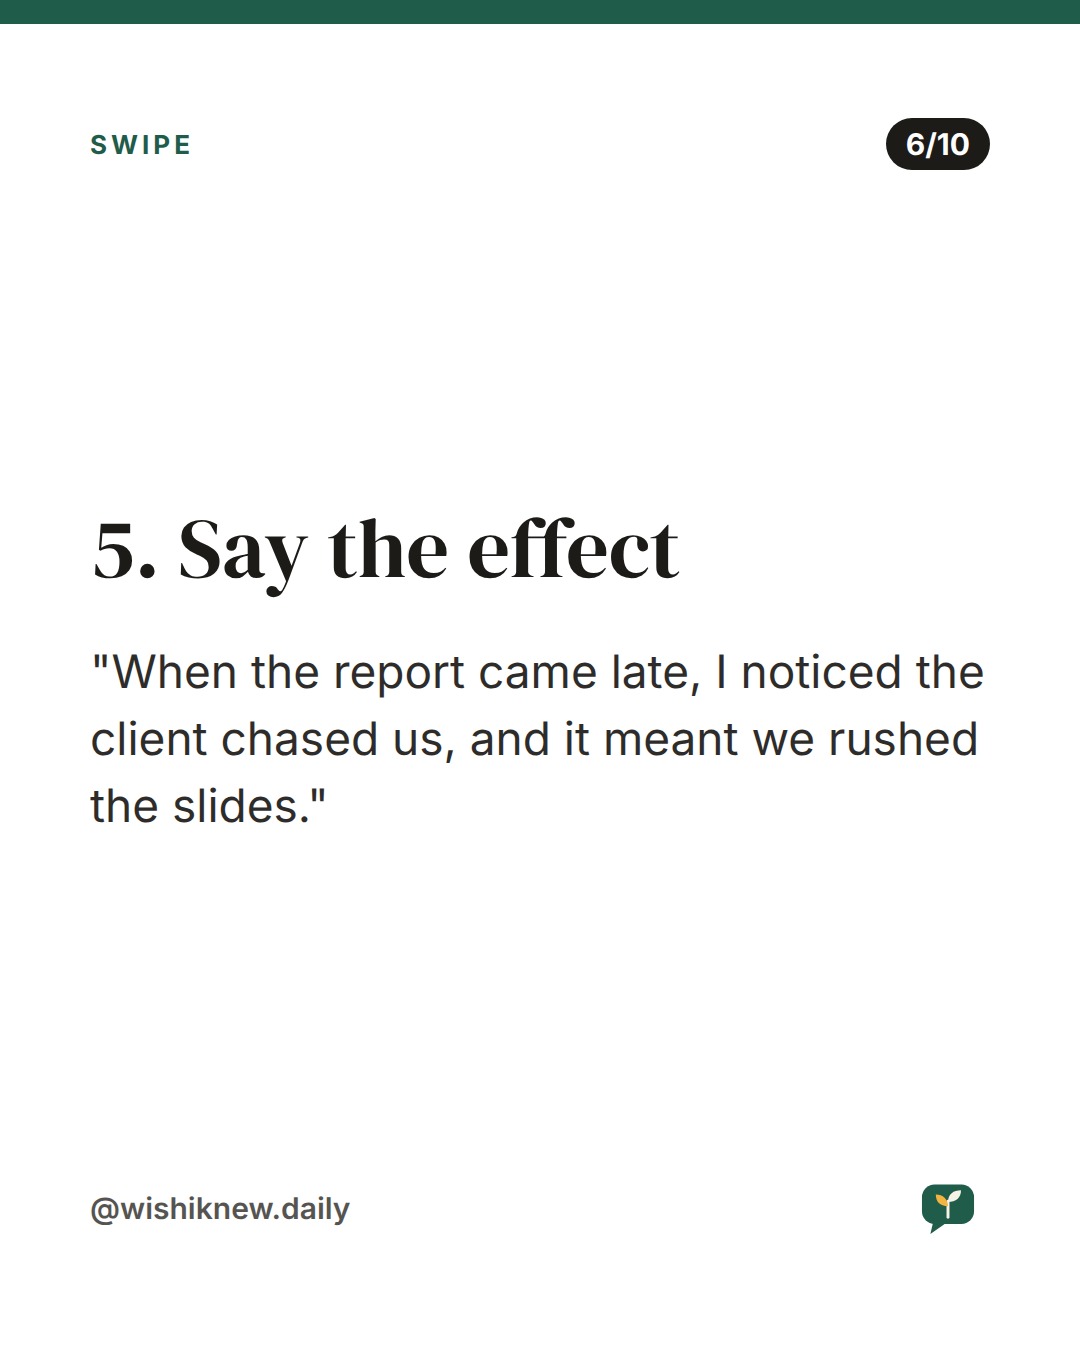 SWIPE
6/10
5. Say the effect
"When the report came late, I noticed the
client chased us, and it meant we rushed
the slides."
@wishiknew.daily